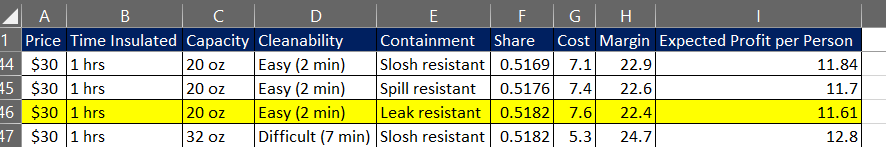 A B C D E F G H I
1 Price Time Insulated Capacity Cleanability Containment Share Cost Margin Expected Profit per Person
44 $30 1 hrs 20 oz Easy (2 min) Slosh resistant 0.5169 7.1 22.9 11.84
45 $30 1 hrs 20 oz Easy (2 min) Spill resistant 0.5176 7.4 22.6 11.7
46 $30 1 hrs 20 oz Easy (2 min) Leak resistant 0.5182 7.6 22.4 11.61
47 $30 1 hrs 32 oz Difficult (7 min) Slosh resistant 0.5182 5.3 24.7 12.8